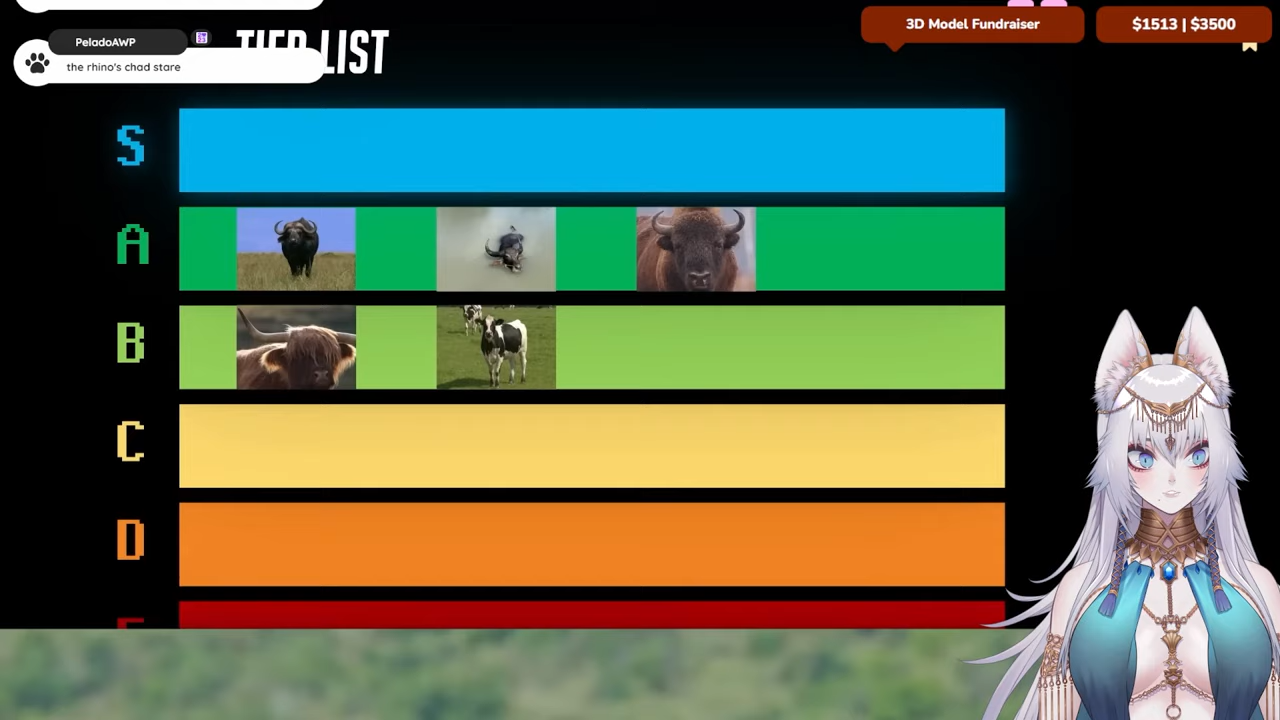 PeladoAWP
the rhino's chad stare
TIER LIST
3D Model Fundraiser
$1513 | $3500
S
A
B
C
D